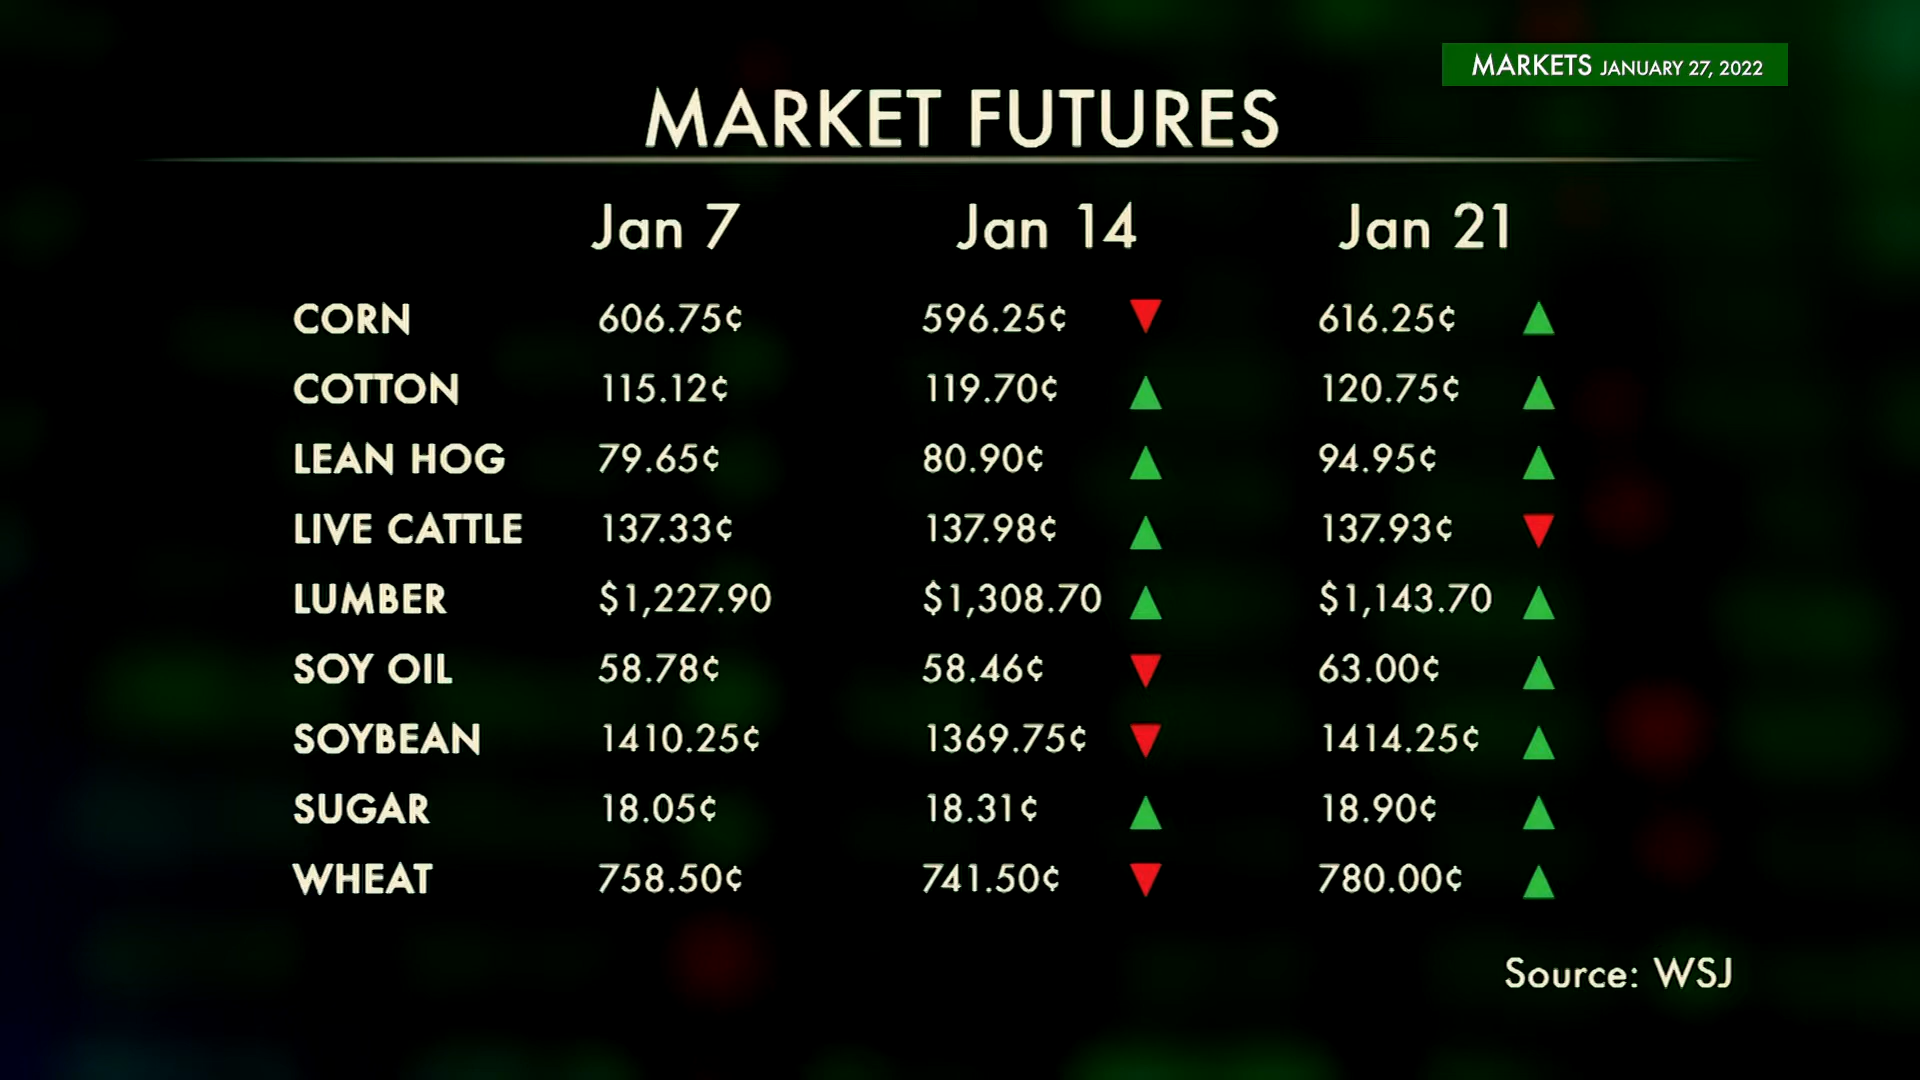 MARKETS JANUARY 27, 2022
MARKET FUTURES
Jan 7 Jan 14 Jan 21
CORN 606.75¢ 596.25¢ ▼ 616.25¢ ▲
COTTON 115.12¢ 119.70¢ ▲ 120.75¢ ▲
LEAN HOG 79.65¢ 80.90¢ ▲ 94.95¢ ▲
LIVE CATTLE 137.33¢ 137.98¢ ▲ 137.93¢ ▼
LUMBER $1,227.90 $1,308.70 ▲ $1,143.70 ▲
SOY OIL 58.78¢ 58.46¢ ▼ 63.00¢ ▲
SOYBEAN 1410.25¢ 1369.75¢ ▼ 1414.25¢ ▲
SUGAR 18.05¢ 18.31¢ ▲ 18.90¢ ▲
WHEAT 758.50¢ 741.50¢ ▼ 780.00¢ ▲
Source: WSJ